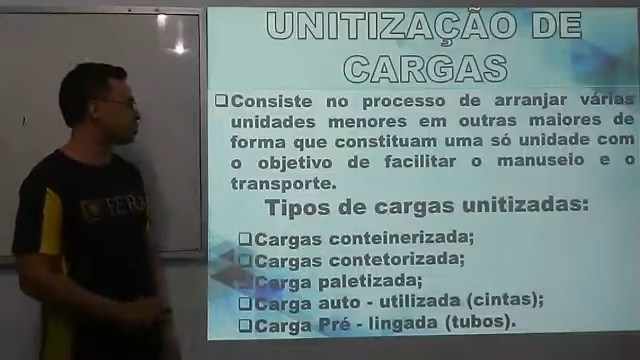 UNITIZAÇÃO DE
CARGAS
Consiste no processo de arranjar várias
unidades menores em outras maiores de
forma que constituam uma só unidade com
o objetivo de facilitar o manuseio e o
transporte.
Tipos de cargas unitizadas:
Cargas conteinerizada;
Cargas contetorizada;
Carga paletizada;
Carga auto - utilizada (cintas);
Carga Pré - lingada (tubos).